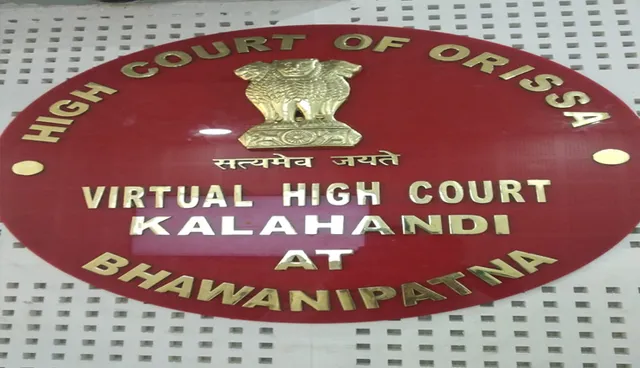 HIGH COURT OF ORISSA
सत्यमेव जयते
VIRTUAL HIGH COURT
KALAHANDI
AT
BHAWANIPATNA